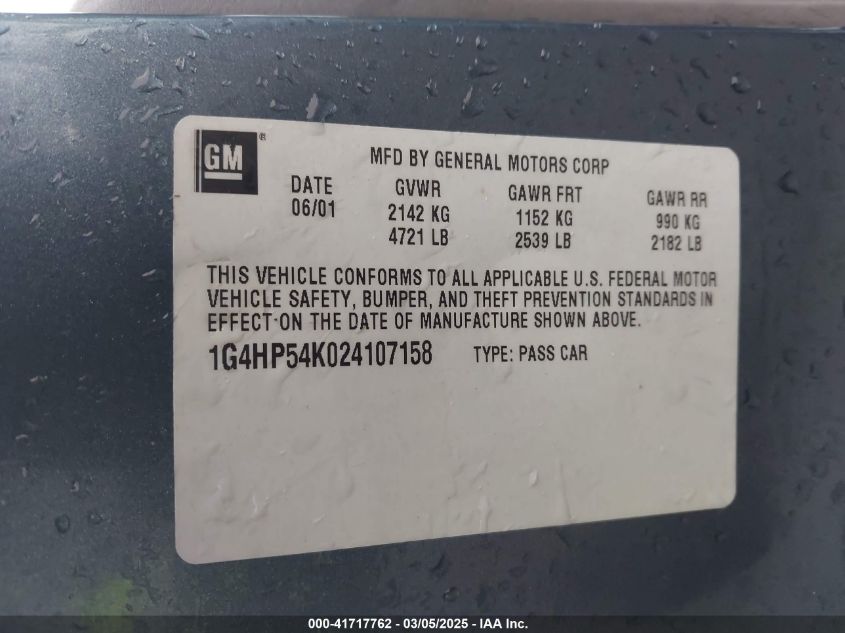 GM®
MFD BY GENERAL MOTORS CORP
DATE GVWR GAWR FRT GAWR RR
06/01 2142 KG 1152 KG 990 KG
4721 LB 2539 LB 2182 LB
THIS VEHICLE CONFORMS TO ALL APPLICABLE U.S. FEDERAL MOTOR
VEHICLE SAFETY, BUMPER, AND THEFT PREVENTION STANDARDS IN
EFFECT ON THE DATE OF MANUFACTURE SHOWN ABOVE.
1G4HP54K024107158 TYPE: PASS CAR
000-41717762 - 03/05/2025 - IAA Inc.